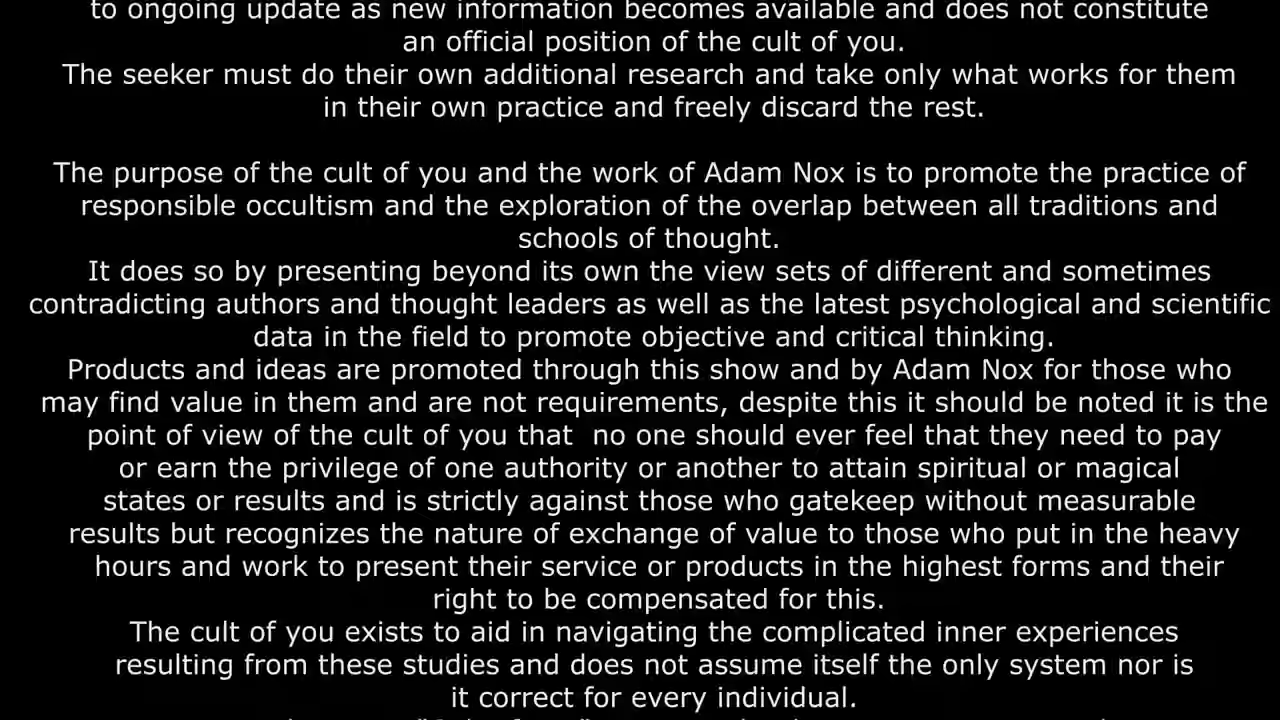 to ongoing update as new information becomes available and does not constitute
an official position of the cult of you.
The seeker must do their own additional research and take only what works for them
in their own practice and freely discard the rest.
The purpose of the cult of you and the work of Adam Nox is to promote the practice of
responsible occultism and the exploration of the overlap between all traditions and
schools of thought.
It does so by presenting beyond its own the view sets of different and sometimes
contradicting authors and thought leaders as well as the latest psychological and scientific
data in the field to promote objective and critical thinking.
Products and ideas are promoted through this show and by Adam Nox for those who
may find value in them and are not requirements, despite this it should be noted it is the
point of view of the cult of you that  no one should ever feel that they need to pay
or earn the privilege of one authority or another to attain spiritual or magical
states or results and is strictly against those who gatekeep without measurable
results but recognizes the nature of exchange of value to those who put in the heavy
hours and work to present their service or products in the highest forms and their
right to be compensated for this.
The cult of you exists to aid in navigating the complicated inner experiences
resulting from these studies and does not assume itself the only system nor is
it correct for every individual.